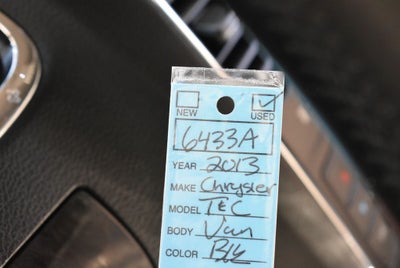 NEW USED
6433A
YEAR 2013
MAKE Chrysler
MODEL T&C
BODY Van
COLOR Blk